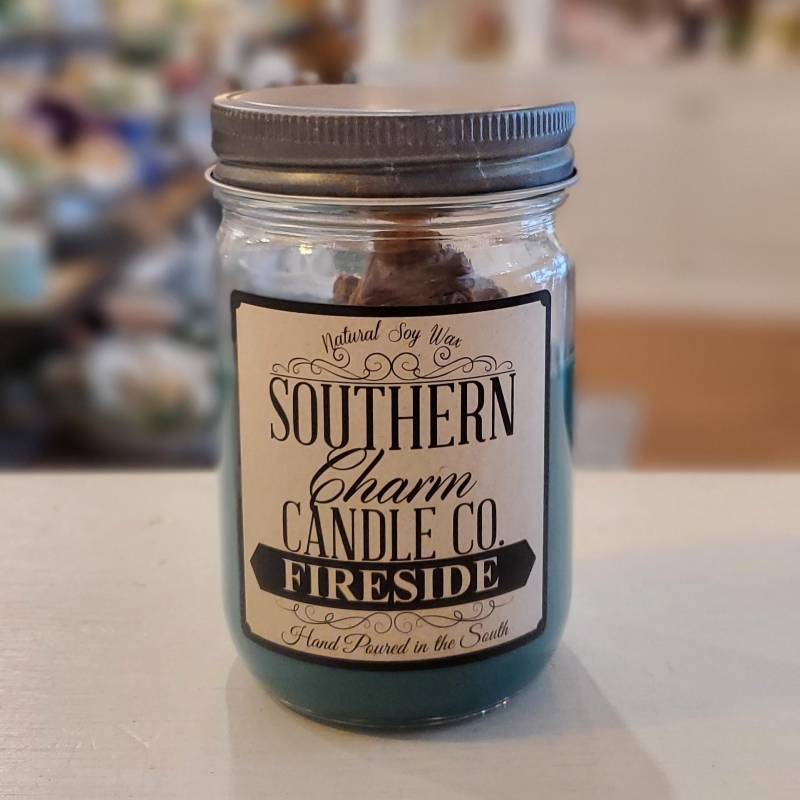 Natural Soy Wax
SOUTHERN
Charm
CANDLE CO.
FIRESIDE
Hand Poured in the South